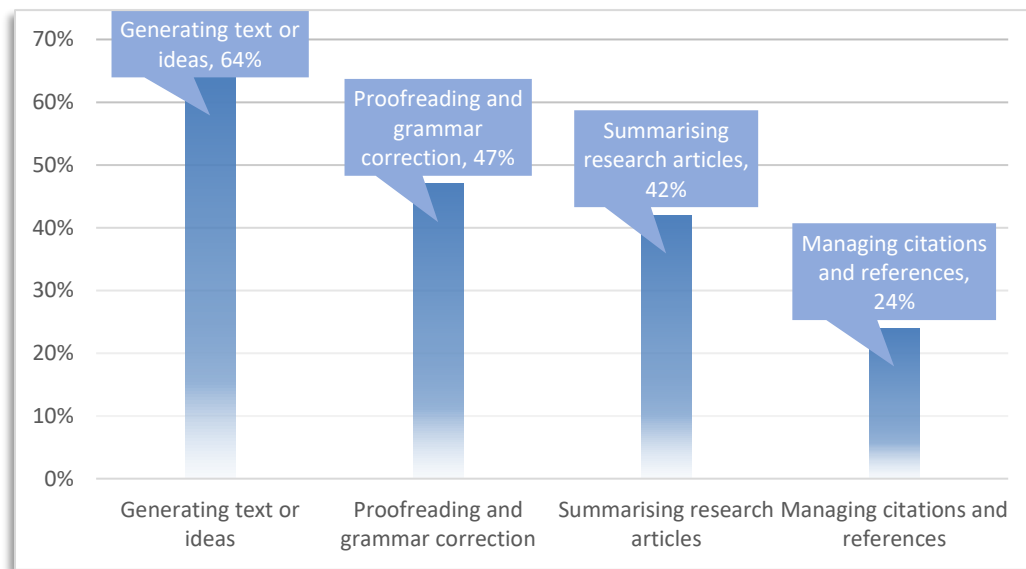 70%
60%
50%
40%
30%
20%
10%
0%
Generating text or
ideas, 64%
Proofreading and
grammar
correction, 47%
Summarising
research articles,
42%
Managing citations
and references,
24%
Generating text or
ideas
Proofreading and
grammar correction
Summarising research
articles
Managing citations and
references